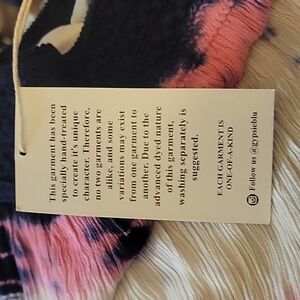 This garment has been
specially hand-treated
to create it's unique
character. Therefore,
no two garments are
alike, and some
variations may exist
from one garment to
another. Due to the
advanced dyed nature
of this garment,
washing separately is
suggested.
EACH GARMENT IS
ONE-OF-A-KIND
Follow us @gypsieblu